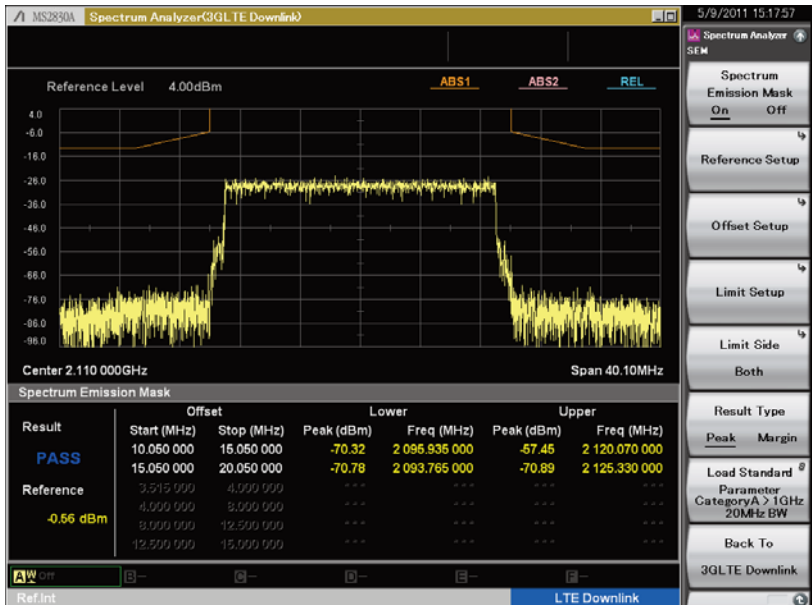 MS2830A Spectrum Analyzer(3GLTE Downlink)
5/9/2011 15:17:57
Spectrum Analyzer
SEM
Reference Level 4.00dBm
ABS1 ABS2 REL
4.0
-6.0
-16.0
-26.0
-36.0
-46.0
-56.0
-66.0
-76.0
-86.0
-96.0
Center 2.110 000GHz Span 40.10MHz
Spectrum Emission Mask
Offset Lower Upper
Result Start (MHz) Stop (MHz) Peak (dBm) Freq (MHz) Peak (dBm) Freq (MHz)
PASS
10.050 000 15.050 000 -70.32 2 095.935 000 -57.45 2 120.070 000
15.050 000 20.050 000 -70.78 2 093.765 000 -70.89 2 125.330 000
Reference 3.515 000 4.000 000 --- --- --- ---
4.000 000 8.000 000 --- --- --- ---
-0.56 dBm
8.000 000 12.500 000 --- --- --- ---
12.500 000 15.000 000 --- --- --- ---
A W Off B-- C-- D-- E-- F--
Ref.Int LTE Downlink
Spectrum
Emission Mask
On Off
Reference Setup
Offset Setup
Limit Setup
Limit Side
Both
Result Type
Peak Margin
Load Standard
Parameter
CategoryA > 1GHz
20MHz BW
Back To
3GLTE Downlink